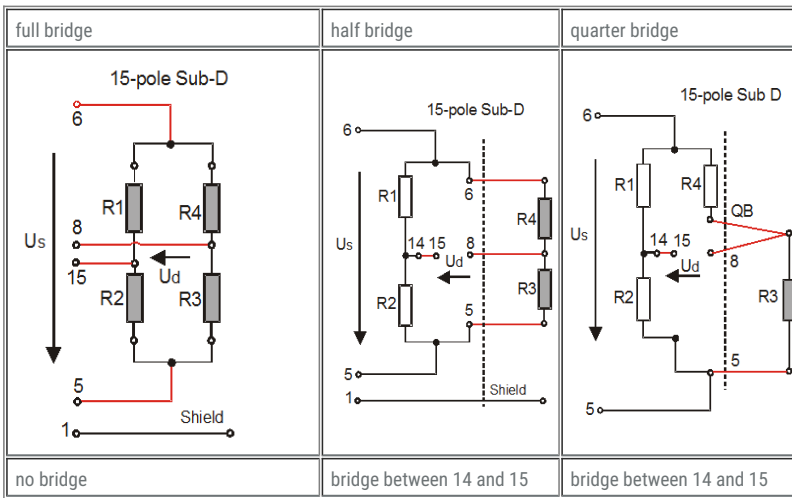 full bridge
half bridge
quarter bridge
15-pole Sub-D
6
R1
R4
Us
8
15
Ud
R2
R3
5
Shield
1
15-pole Sub-D
6
6
R1
R4
Us
14 15
8
Ud
R2
R3
5
5
1
Shield
15-pole Sub D
6
R1
R4
QB
Us
14
15
8
Ud
R2
R3
5
5
no bridge
bridge between 14 and 15
bridge between 14 and 15